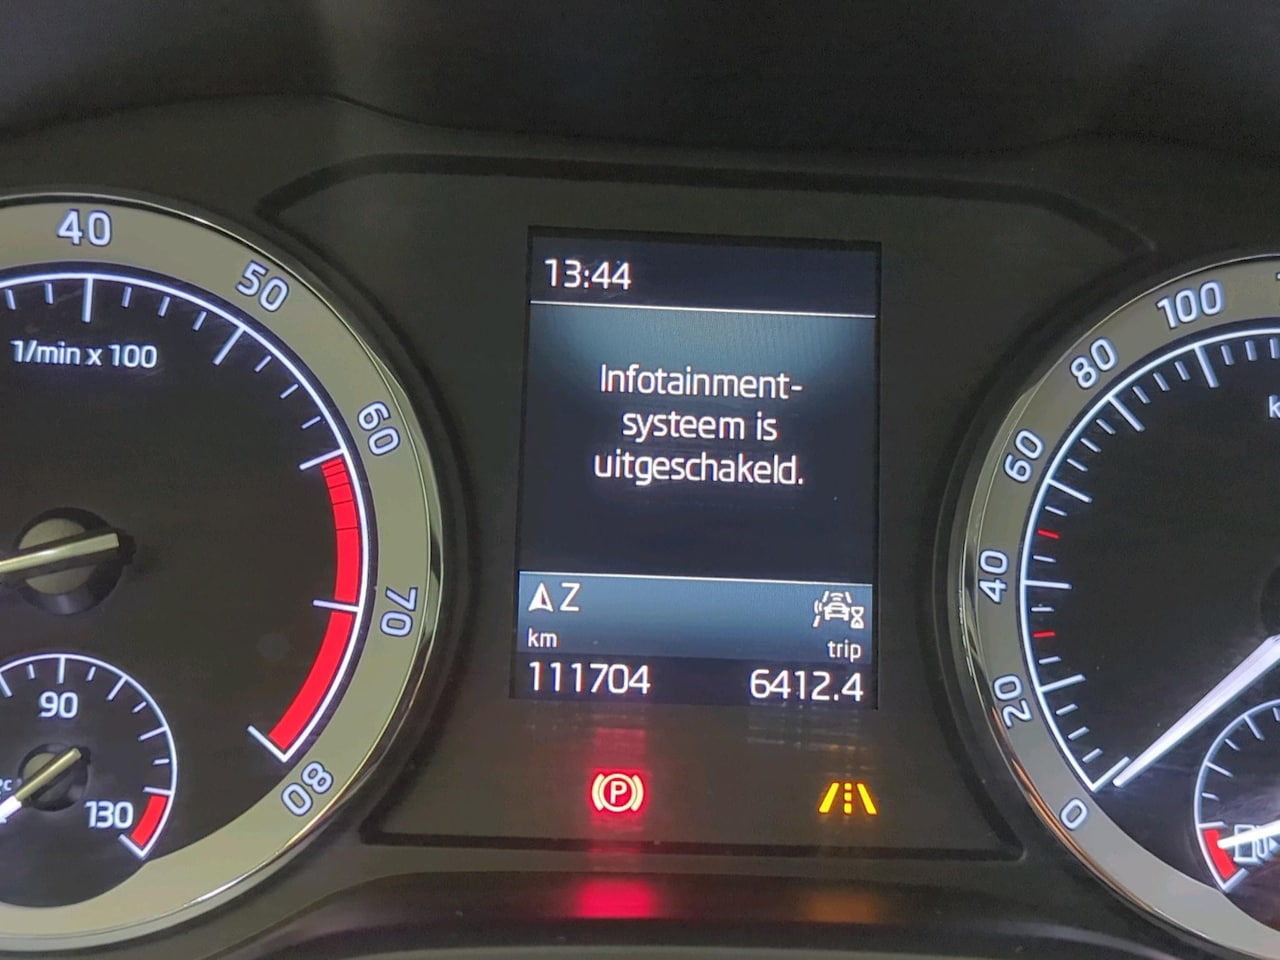 40
50
1/min x 100
60
70
80
90
130
13:44
Infotainment-
systeem is
uitgeschakeld.
Z
km
trip
111704
6412.4
P
100
80
60
40
20
0